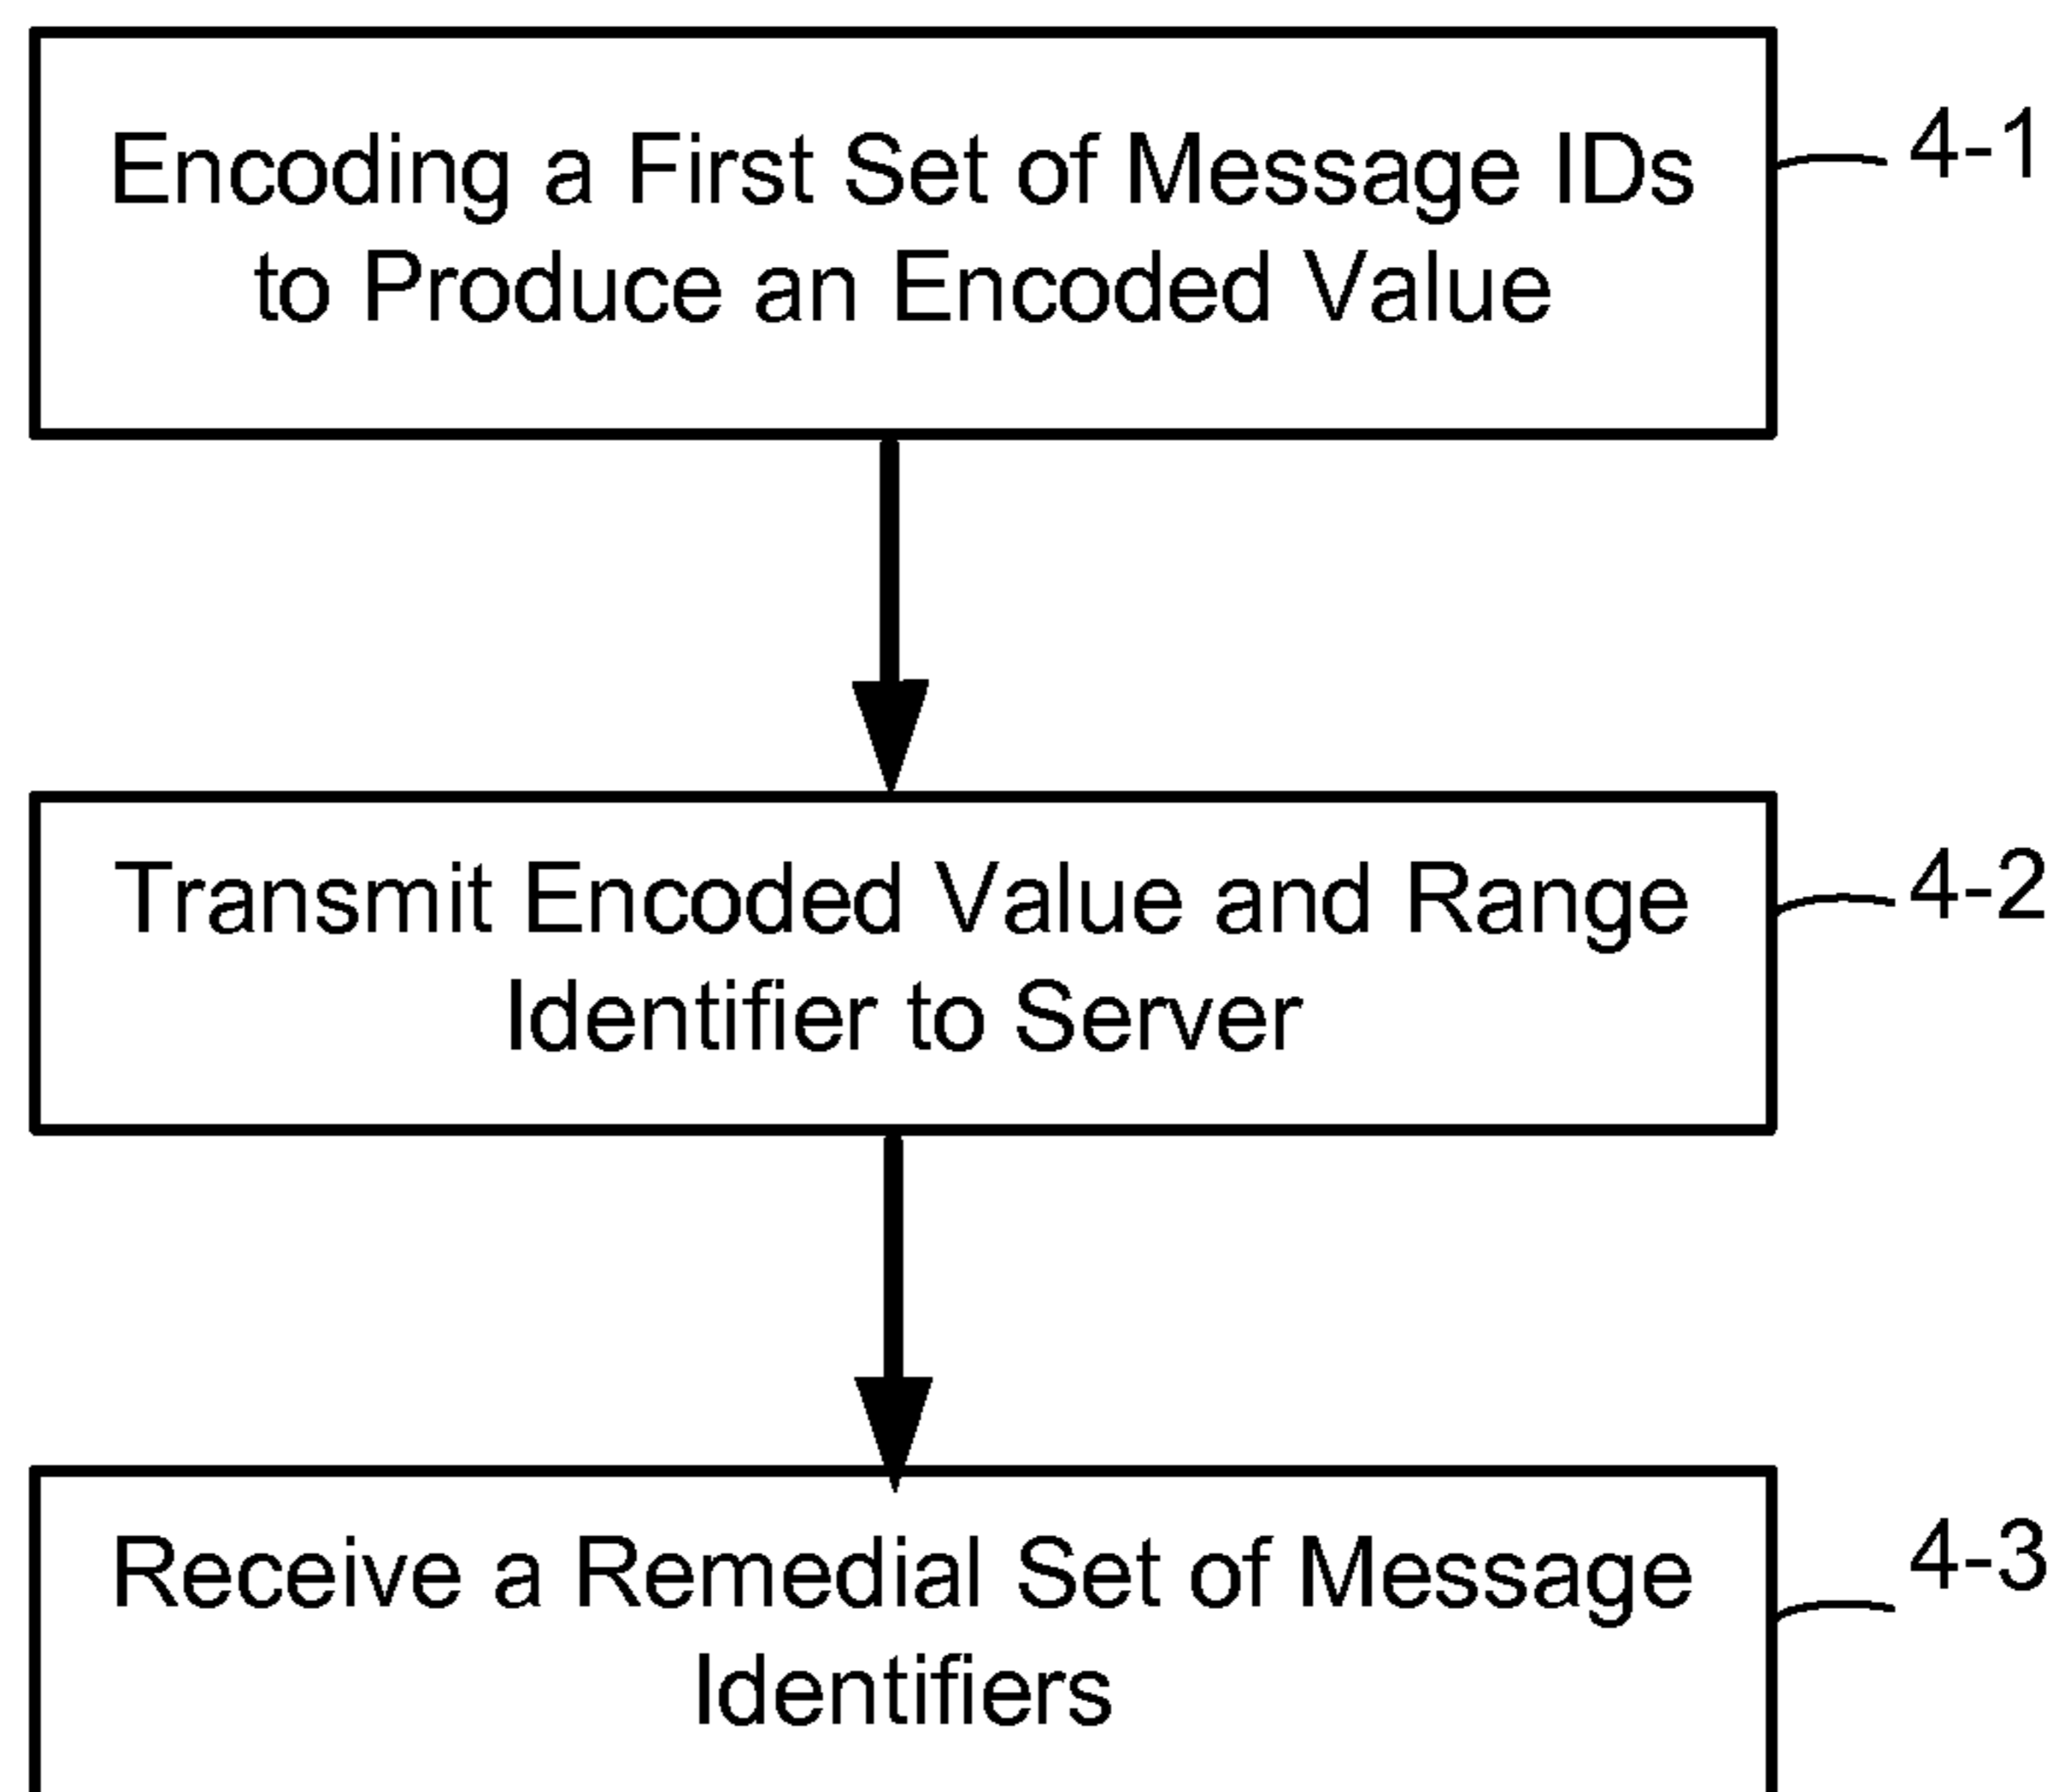 Encoding a First Set of Message IDs
to Produce an Encoded Value
4-1
Transmit Encoded Value and Range
Identifier to Server
4-2
Receive a Remedial Set of Message
Identifiers
4-3